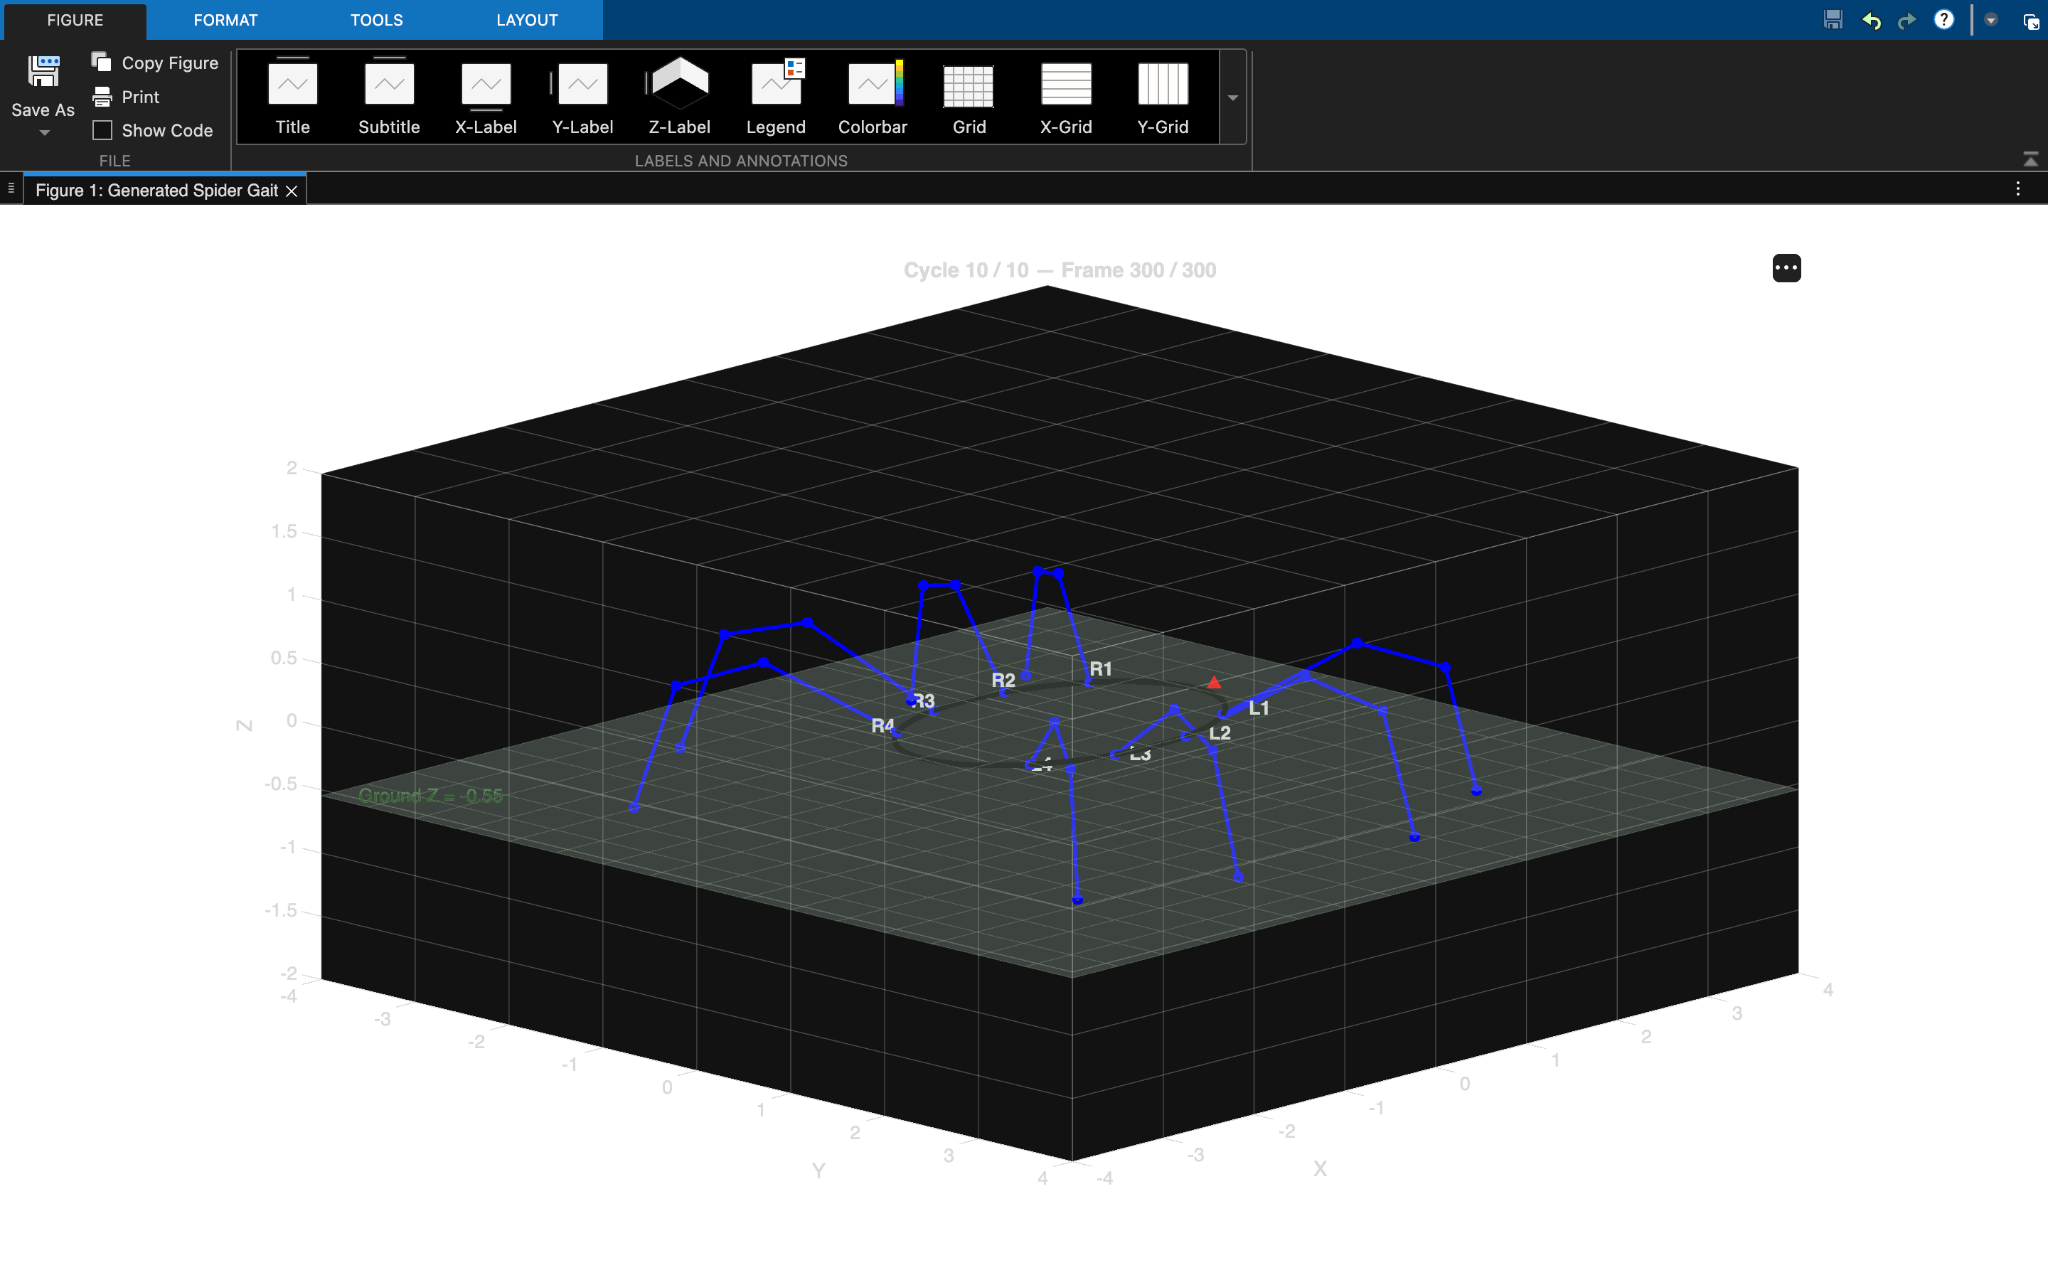 FIGURE
FORMAT
TOOLS
LAYOUT
Save As
Copy Figure
Print
Show Code
FILE
Title
Subtitle
X-Label
Y-Label
Z-Label
Legend
Colorbar
Grid
X-Grid
Y-Grid
LABELS AND ANNOTATIONS
Figure 1: Generated Spider Gait
Cycle 10 / 10 — Frame 300 / 300
2
1.5
1
0.5
0
-0.5
-1
-1.5
-2
Z
R1
R2
R3
R4
L1
L2
L3
L4
Ground Z = -0.55
-4
-3
-2
-1
0
1
2
3
4
Y
-4
-3
-2
-1
0
1
2
3
4
X